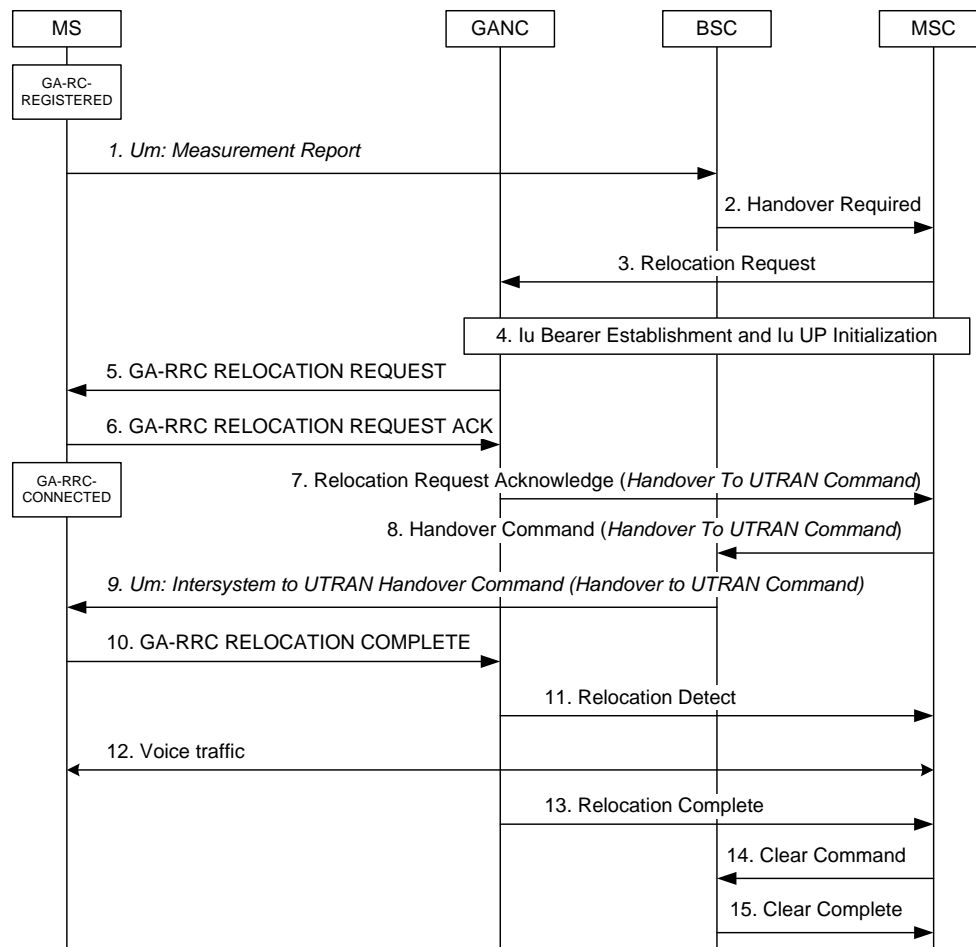 MS
GANC
BSC
MSC
GA-RC-
REGISTERED
1. Um: Measurement Report
2. Handover Required
3. Relocation Request
4. Iu Bearer Establishment and Iu UP Initialization
5. GA-RRC RELOCATION REQUEST
6. GA-RRC RELOCATION REQUEST ACK
GA-RRC-
CONNECTED
7. Relocation Request Acknowledge (Handover To UTRAN Command)
8. Handover Command (Handover To UTRAN Command)
9. Um: Intersystem to UTRAN Handover Command (Handover to UTRAN Command)
10. GA-RRC RELOCATION COMPLETE
11. Relocation Detect
12. Voice traffic
13. Relocation Complete
14. Clear Command
15. Clear Complete